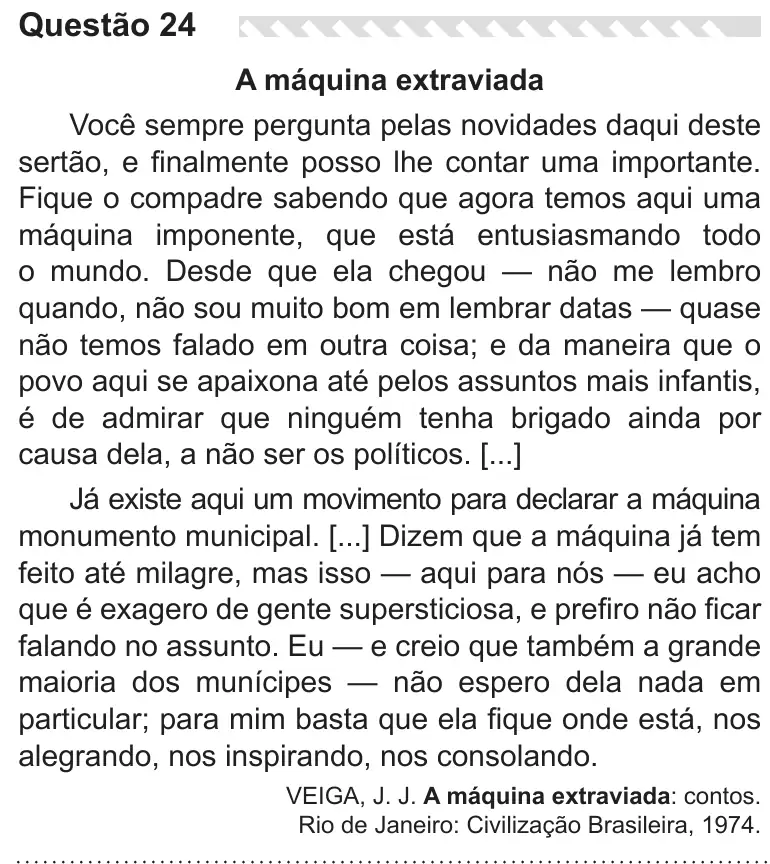 Questão 24
A máquina extraviada
Você sempre pergunta pelas novidades daqui deste
sertão, e finalmente posso lhe contar uma importante.
Fique o compadre sabendo que agora temos aqui uma
máquina imponente, que está entusiasmando todo
o mundo. Desde que ela chegou — não me lembro
quando, não sou muito bom em lembrar datas — quase
não temos falado em outra coisa; e da maneira que o
povo aqui se apaixona até pelos assuntos mais infantis,
é de admirar que ninguém tenha brigado ainda por
causa dela, a não ser os políticos. [...]
Já existe aqui um movimento para declarar a máquina
monumento municipal. [...] Dizem que a máquina já tem
feito até milagre, mas isso — aqui para nós — eu acho
que é exagero de gente supersticiosa, e prefiro não ficar
falando no assunto. Eu — e creio que também a grande
maioria dos munícipes — não espero dela nada em
particular; para mim basta que ela fique onde está, nos
alegrando, nos inspirando, nos consolando.
VEIGA, J. J. A máquina extraviada: contos.
Rio de Janeiro: Civilização Brasileira, 1974.